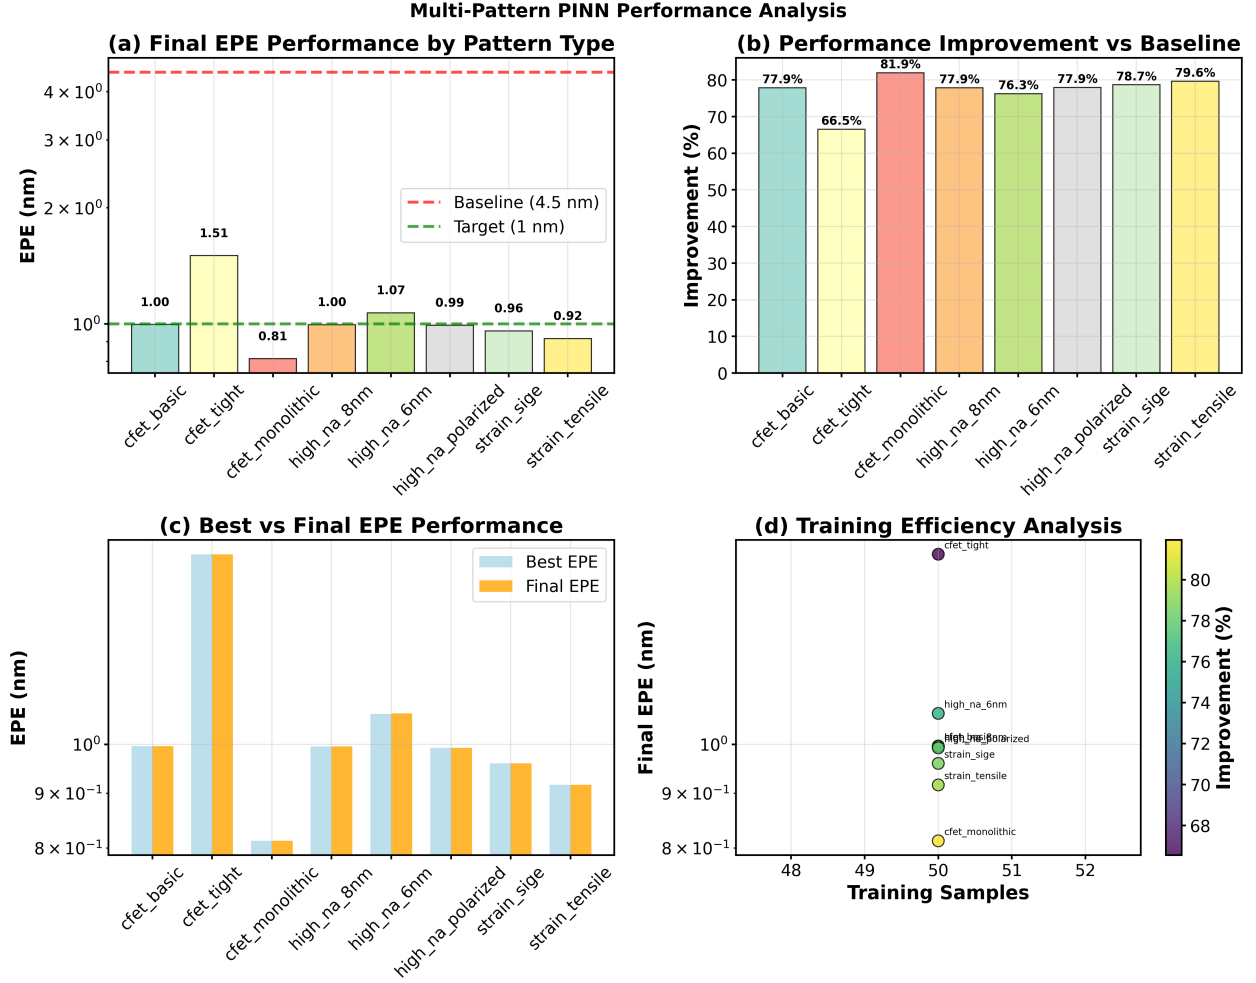 Multi-Pattern PINN Performance Analysis
(a) Final EPE Performance by Pattern Type
EPE (nm)
4 × 10⁰
3 × 10⁰
2 × 10⁰
10⁰
Baseline (4.5 nm)
Target (1 nm)
1.00
1.51
0.81
1.00
1.07
0.99
0.96
0.92
cfet_basic
cfet_tight
cfet_monolithic
high_na_8nm
high_na_6nm
high_na_polarized
strain_sige
strain_tensile
(b) Performance Improvement vs Baseline
Improvement (%)
80
70
60
50
40
30
20
10
0
77.9%
66.5%
81.9%
77.9%
76.3%
77.9%
78.7%
79.6%
cfet_basic
cfet_tight
cfet_monolithic
high_na_8nm
high_na_6nm
high_na_polarized
strain_sige
strain_tensile
(c) Best vs Final EPE Performance
EPE (nm)
10⁰
9 × 10⁻¹
8 × 10⁻¹
Best EPE
Final EPE
cfet_basic
cfet_tight
cfet_monolithic
high_na_8nm
high_na_6nm
high_na_polarized
strain_sige
strain_tensile
(d) Training Efficiency Analysis
Final EPE (nm)
10⁰
9 × 10⁻¹
8 × 10⁻¹
cfet_tight
high_na_6nm
strain_sige
strain_tensile
cfet_monolithic
48
49
50
51
52
Training Samples
80
78
76
74
72
70
68
Improvement (%)